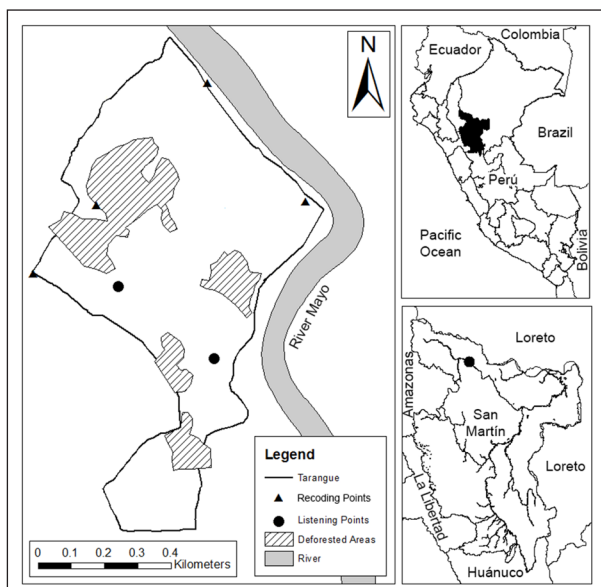 N
River Mayo
Legend
Tarangue
Recoding Points
Listening Points
Deforested Areas
River
0 0.1 0.2 0.3 0.4
Kilometers
Colombia
Ecuador
Brazil
Perú
Pacific
Ocean
Bolivia
Loreto
Amazonas
San
Martín
Loreto
La Libertad
Huánuco